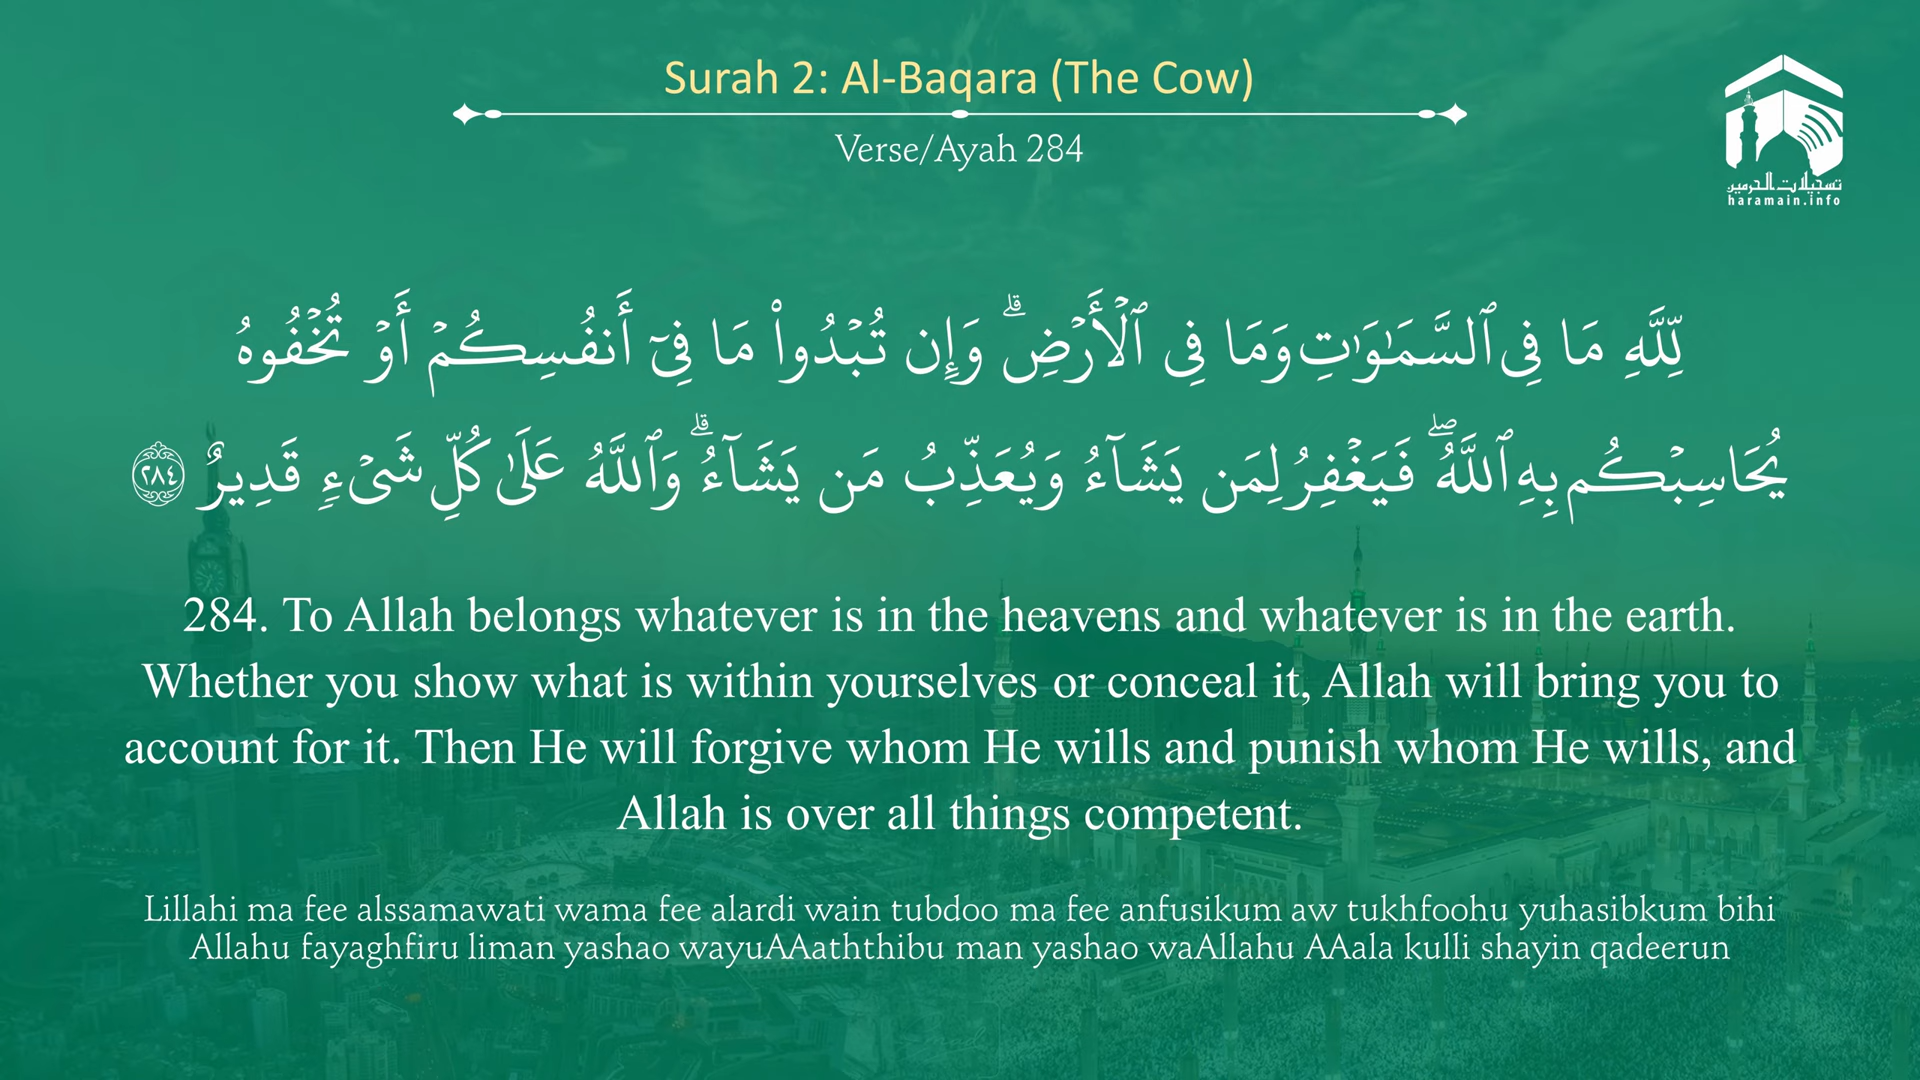 Surah 2: Al-Baqara (The Cow)
Verse/Ayah 284
تسجيلات الحرمين
haramain.info
لِّلَّهِ مَا فِى ٱلسَّمَـٰوَٰتِ وَمَا فِى ٱلْأَرْضِ ۗ وَإِن تُبْدُوا۟ مَا فِىٓ أَنفُسِكُمْ أَوْ تُخْفُوهُ
يُحَاسِبْكُم بِهِ ٱللَّهُ ۖ فَيَغْفِرُ لِمَن يَشَآءُ وَيُعَذِّبُ مَن يَشَآءُ ۗ وَٱللَّهُ عَلَىٰ كُلِّ شَىْءٍ قَدِيرٌ ٢٨٤
284. To Allah belongs whatever is in the heavens and whatever is in the earth.
Whether you show what is within yourselves or conceal it, Allah will bring you to
account for it. Then He will forgive whom He wills and punish whom He wills, and
Allah is over all things competent.
Lillahi ma fee alssamawati wama fee alardi wain tubdoo ma fee anfusikum aw tukhfoohu yuhasibkum bihi
Allahu fayaghfiru liman yashao wayuAAaththibu man yashao waAllahu AAala kulli shayin qadeerun